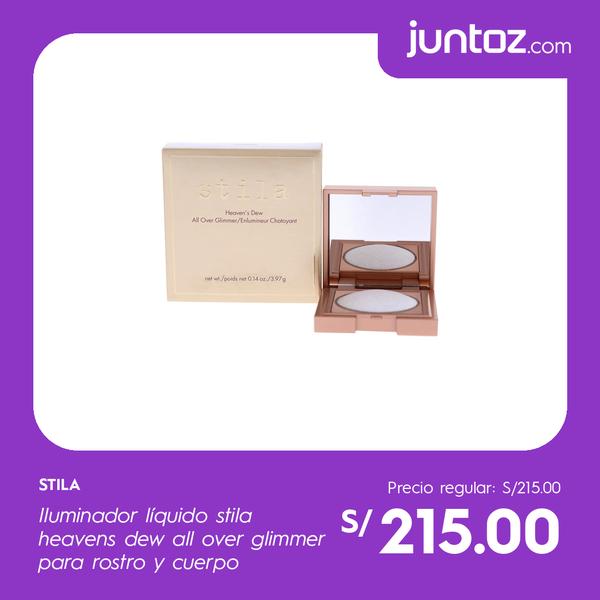 juntoz.com
stila
Heaven's Dew
All Over Glimmer/Enlumineur Chatoyant
net wt./poids net 0.14 oz./3.97g
STILA
Iluminador líquido stila
heavens dew all over glimmer
para rostro y cuerpo
Precio regular: S/215.00
S/ 215.00